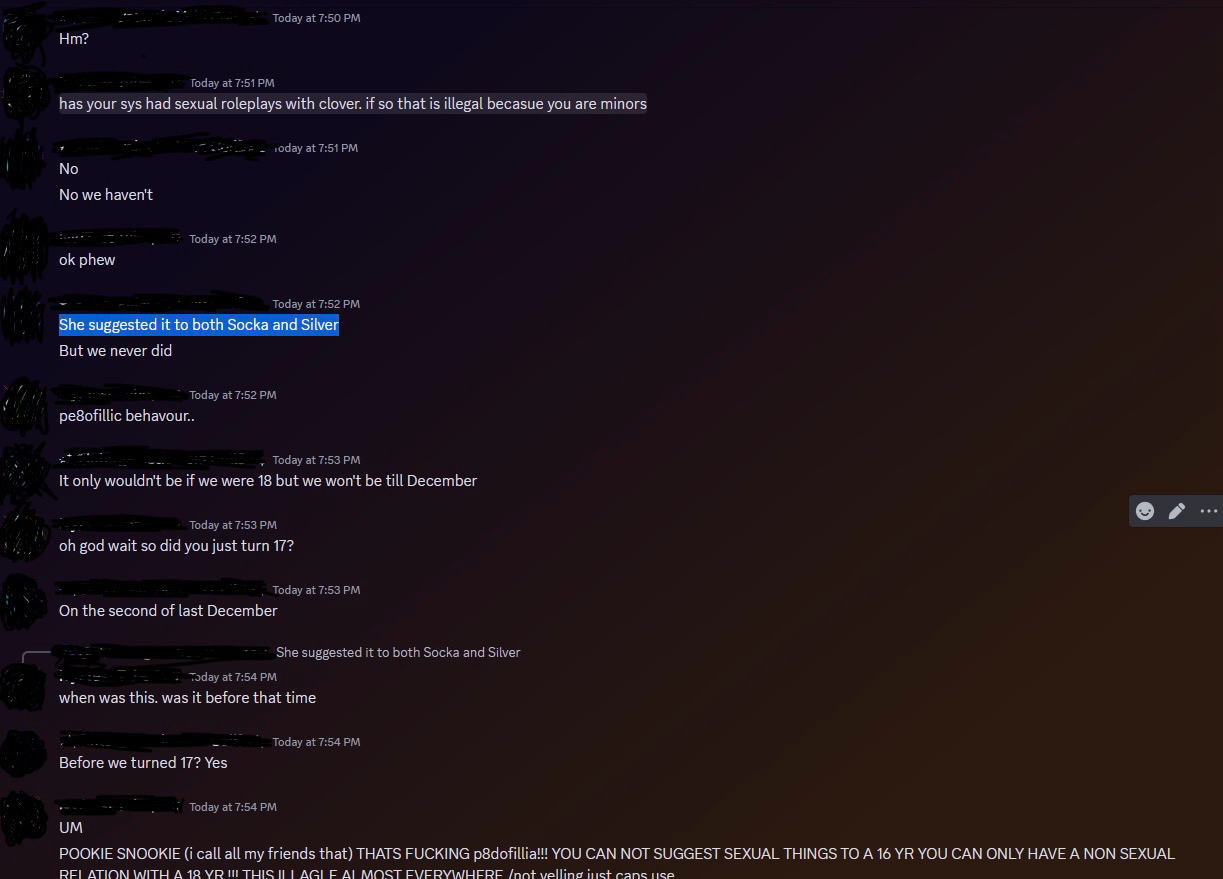 Today at 7:50 PM
Hm?
Today at 7:51 PM
has your sys had sexual roleplays with clover. if so that is illegal becasue you are minors
Today at 7:51 PM
No
No we haven't
Today at 7:52 PM
ok phew
Today at 7:52 PM
She suggested it to both Socka and Silver
But we never did
Today at 7:52 PM
pe8ofillic behavour..
Today at 7:53 PM
It only wouldn't be if we were 18 but we won't be till December
Today at 7:53 PM
oh god wait so did you just turn 17?
Today at 7:53 PM
On the second of last December
She suggested it to both Socka and Silver
Today at 7:54 PM
when was this. was it before that time
Today at 7:54 PM
Before we turned 17? Yes
Today at 7:54 PM
UM
POOKIE SNOOKIE (i call all my friends that) THATS FUCKING p8dofillia!!! YOU CAN NOT SUGGEST SEXUAL THINGS TO A 16 YR YOU CAN ONLY HAVE A NON SEXUAL
RELATION WITH A 18 YR !!! THIS ILLAGLE ALMOST EVERYWHERE /not yelling just caps use